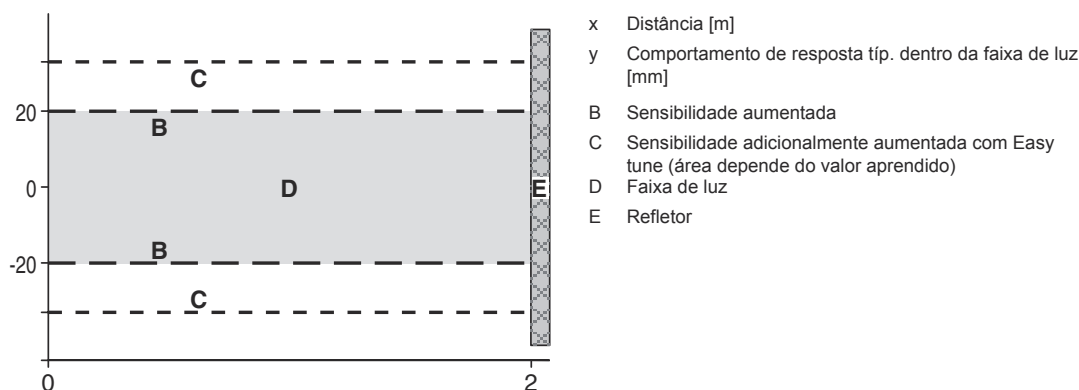 C
20
B
0
D
E
B
-20
C
0
2
x Distância [m]
y Comportamento de resposta típ. dentro da faixa de luz
[mm]
B Sensibilidade aumentada
C Sensibilidade adicionalmente aumentada com Easy
tune (área depende do valor aprendido)
D Faixa de luz
E Refletor